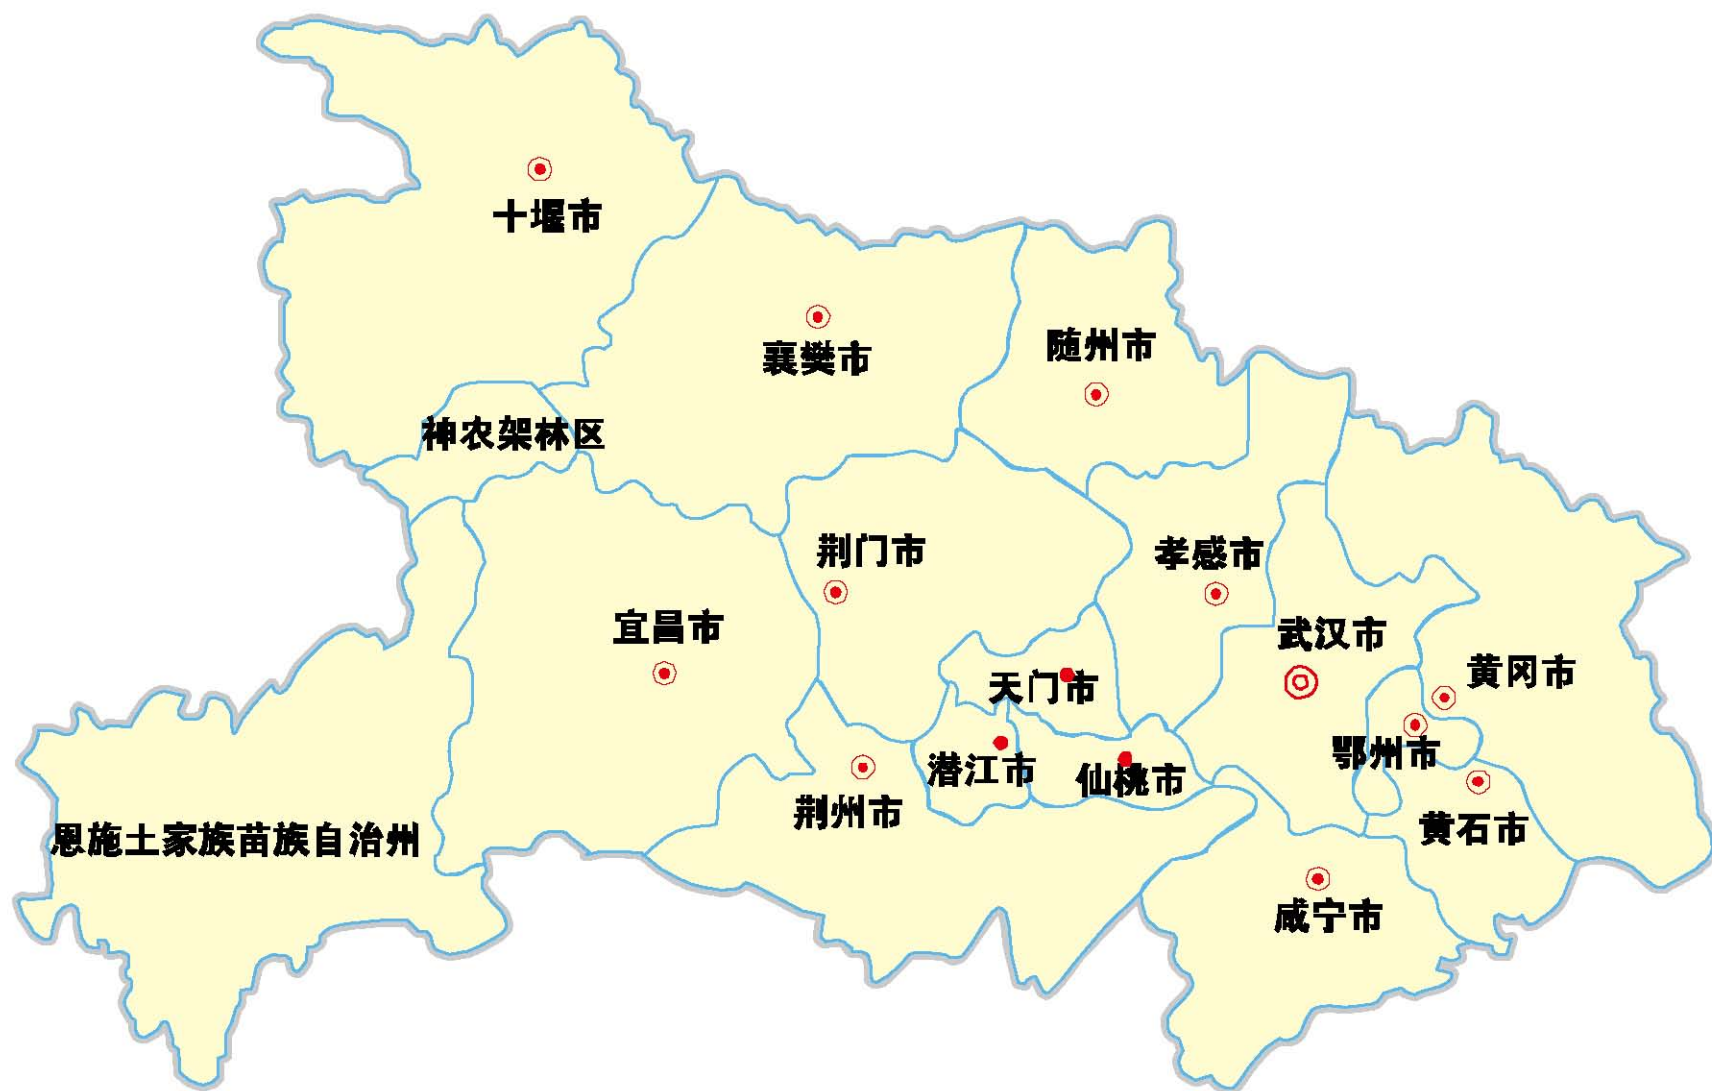 十堰市
襄樊市
随州市
神农架林区
荆门市
孝感市
宜昌市
武汉市
黄冈市
天门市
鄂州市
潜江市
仙桃市
荆州市
黄石市
恩施土家族苗族自治州
咸宁市